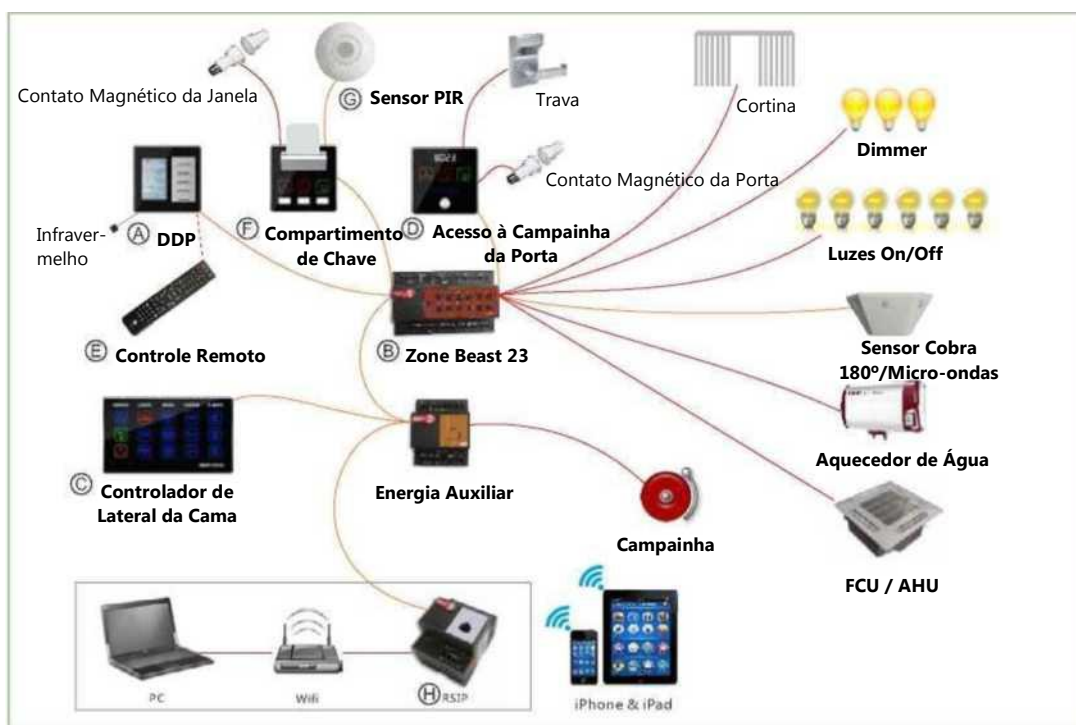 Contato Magnético da Janela
Ⓖ Sensor PIR
Trava
Cortina
Dimmer
Contato Magnético da Porta
Infraver-
melho
Ⓐ DDP
Ⓕ Compartimento
de Chave
Ⓓ Acesso à Campainha
da Porta
Luzes On/Off
Ⓔ Controle Remoto
Ⓑ Zone Beast 23
Sensor Cobra
180º/Micro-ondas
Aquecedor de Água
Ⓒ Controlador de
Lateral da Cama
Energia Auxiliar
Campainha
FCU / AHU
PC
Wifi
Ⓗ RSIP
iPhone & iPad